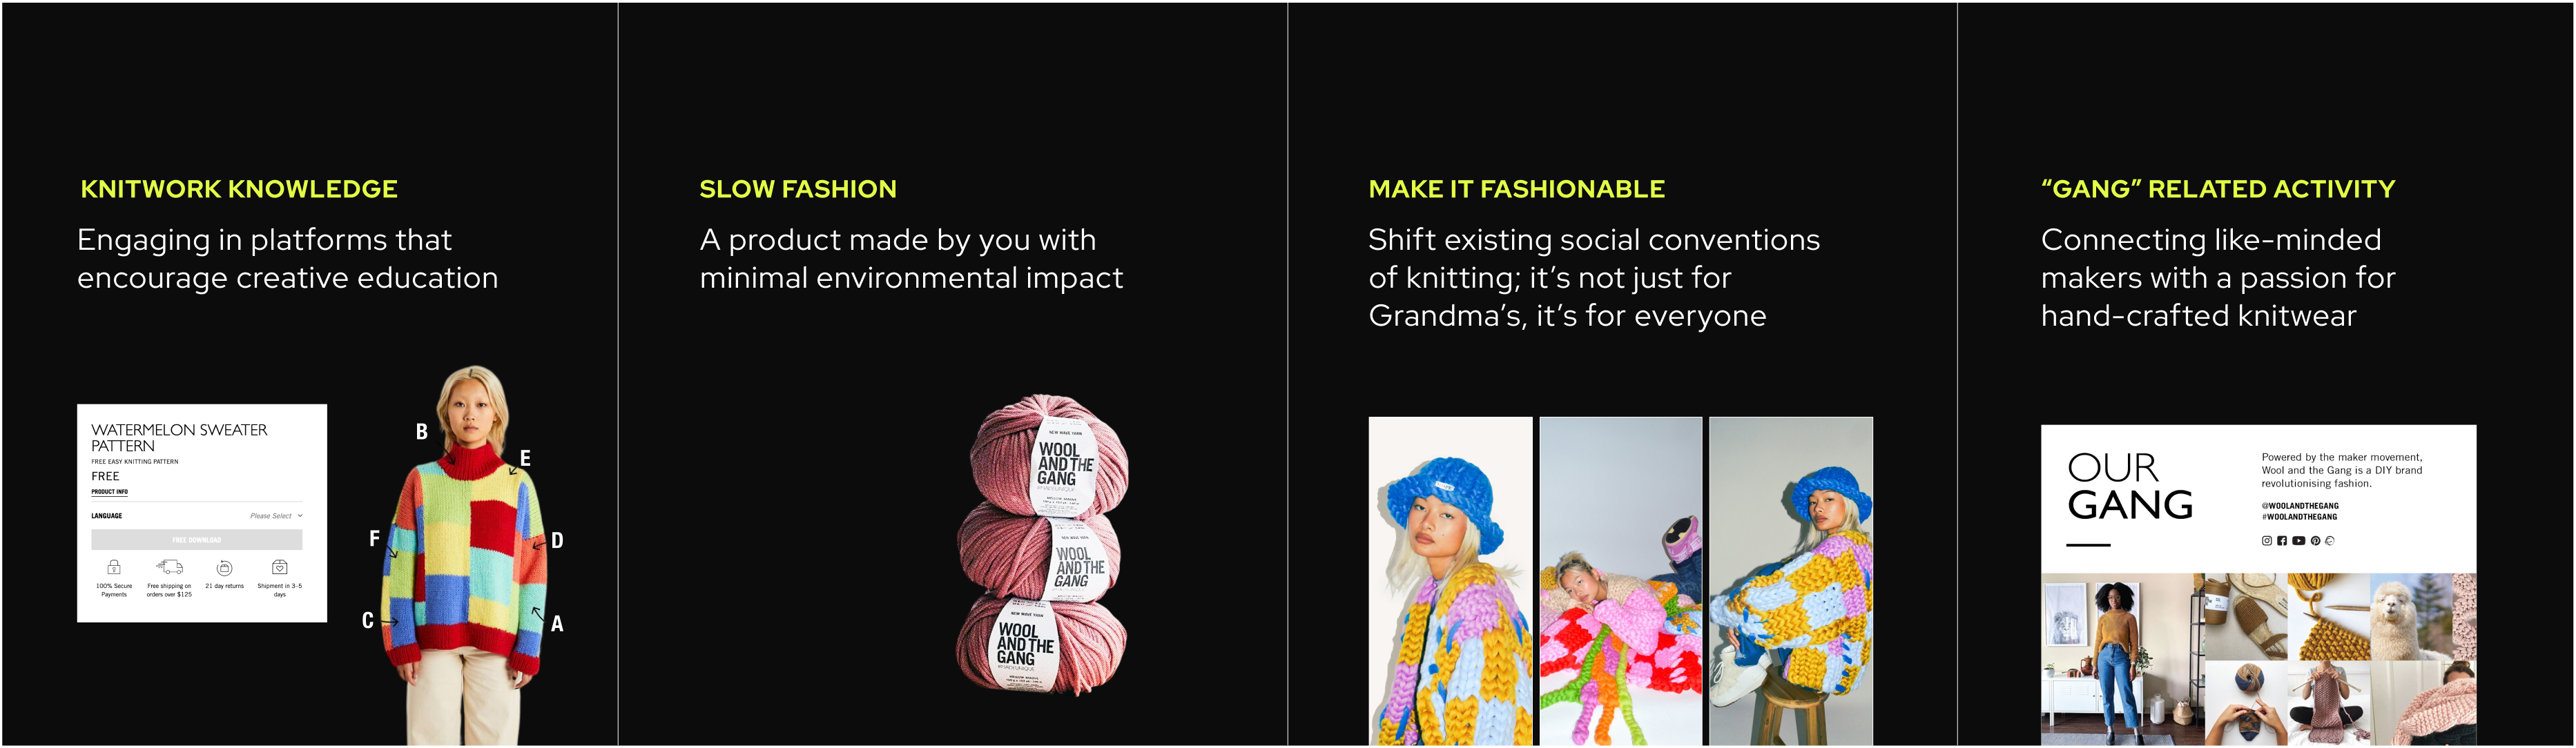 KNITWORK KNOWLEDGE
Engaging in platforms that
encourage creative education
WATERMELON SWEATER
PATTERN
FREE EASY KNITTING PATTERN
FREE
PRODUCT INFO
LANGUAGE Please Select
FREE DOWNLOAD
100% Secure
Payments
Free shipping on
orders over $125
21 day returns
Shipment in 3-5
days
B
E
F
D
C
A
SLOW FASHION
A product made by you with
minimal environmental impact
NEW WAVE YARN
WOOL
AND THE
GANG
NEW WAVE YARN
WOOL
AND THE
GANG
NEW WAVE YARN
WOOL
AND THE
GANG
MAKE IT FASHIONABLE
Shift existing social conventions
of knitting; it’s not just for
Grandma’s, it’s for everyone
“GANG” RELATED ACTIVITY
Connecting like-minded
makers with a passion for
hand-crafted knitwear
OUR
GANG
Powered by the maker movement,
Wool and the Gang is a DIY brand
revolutionising fashion.
@WOOLANDTHEGANG
#WOOLANDTHEGANG